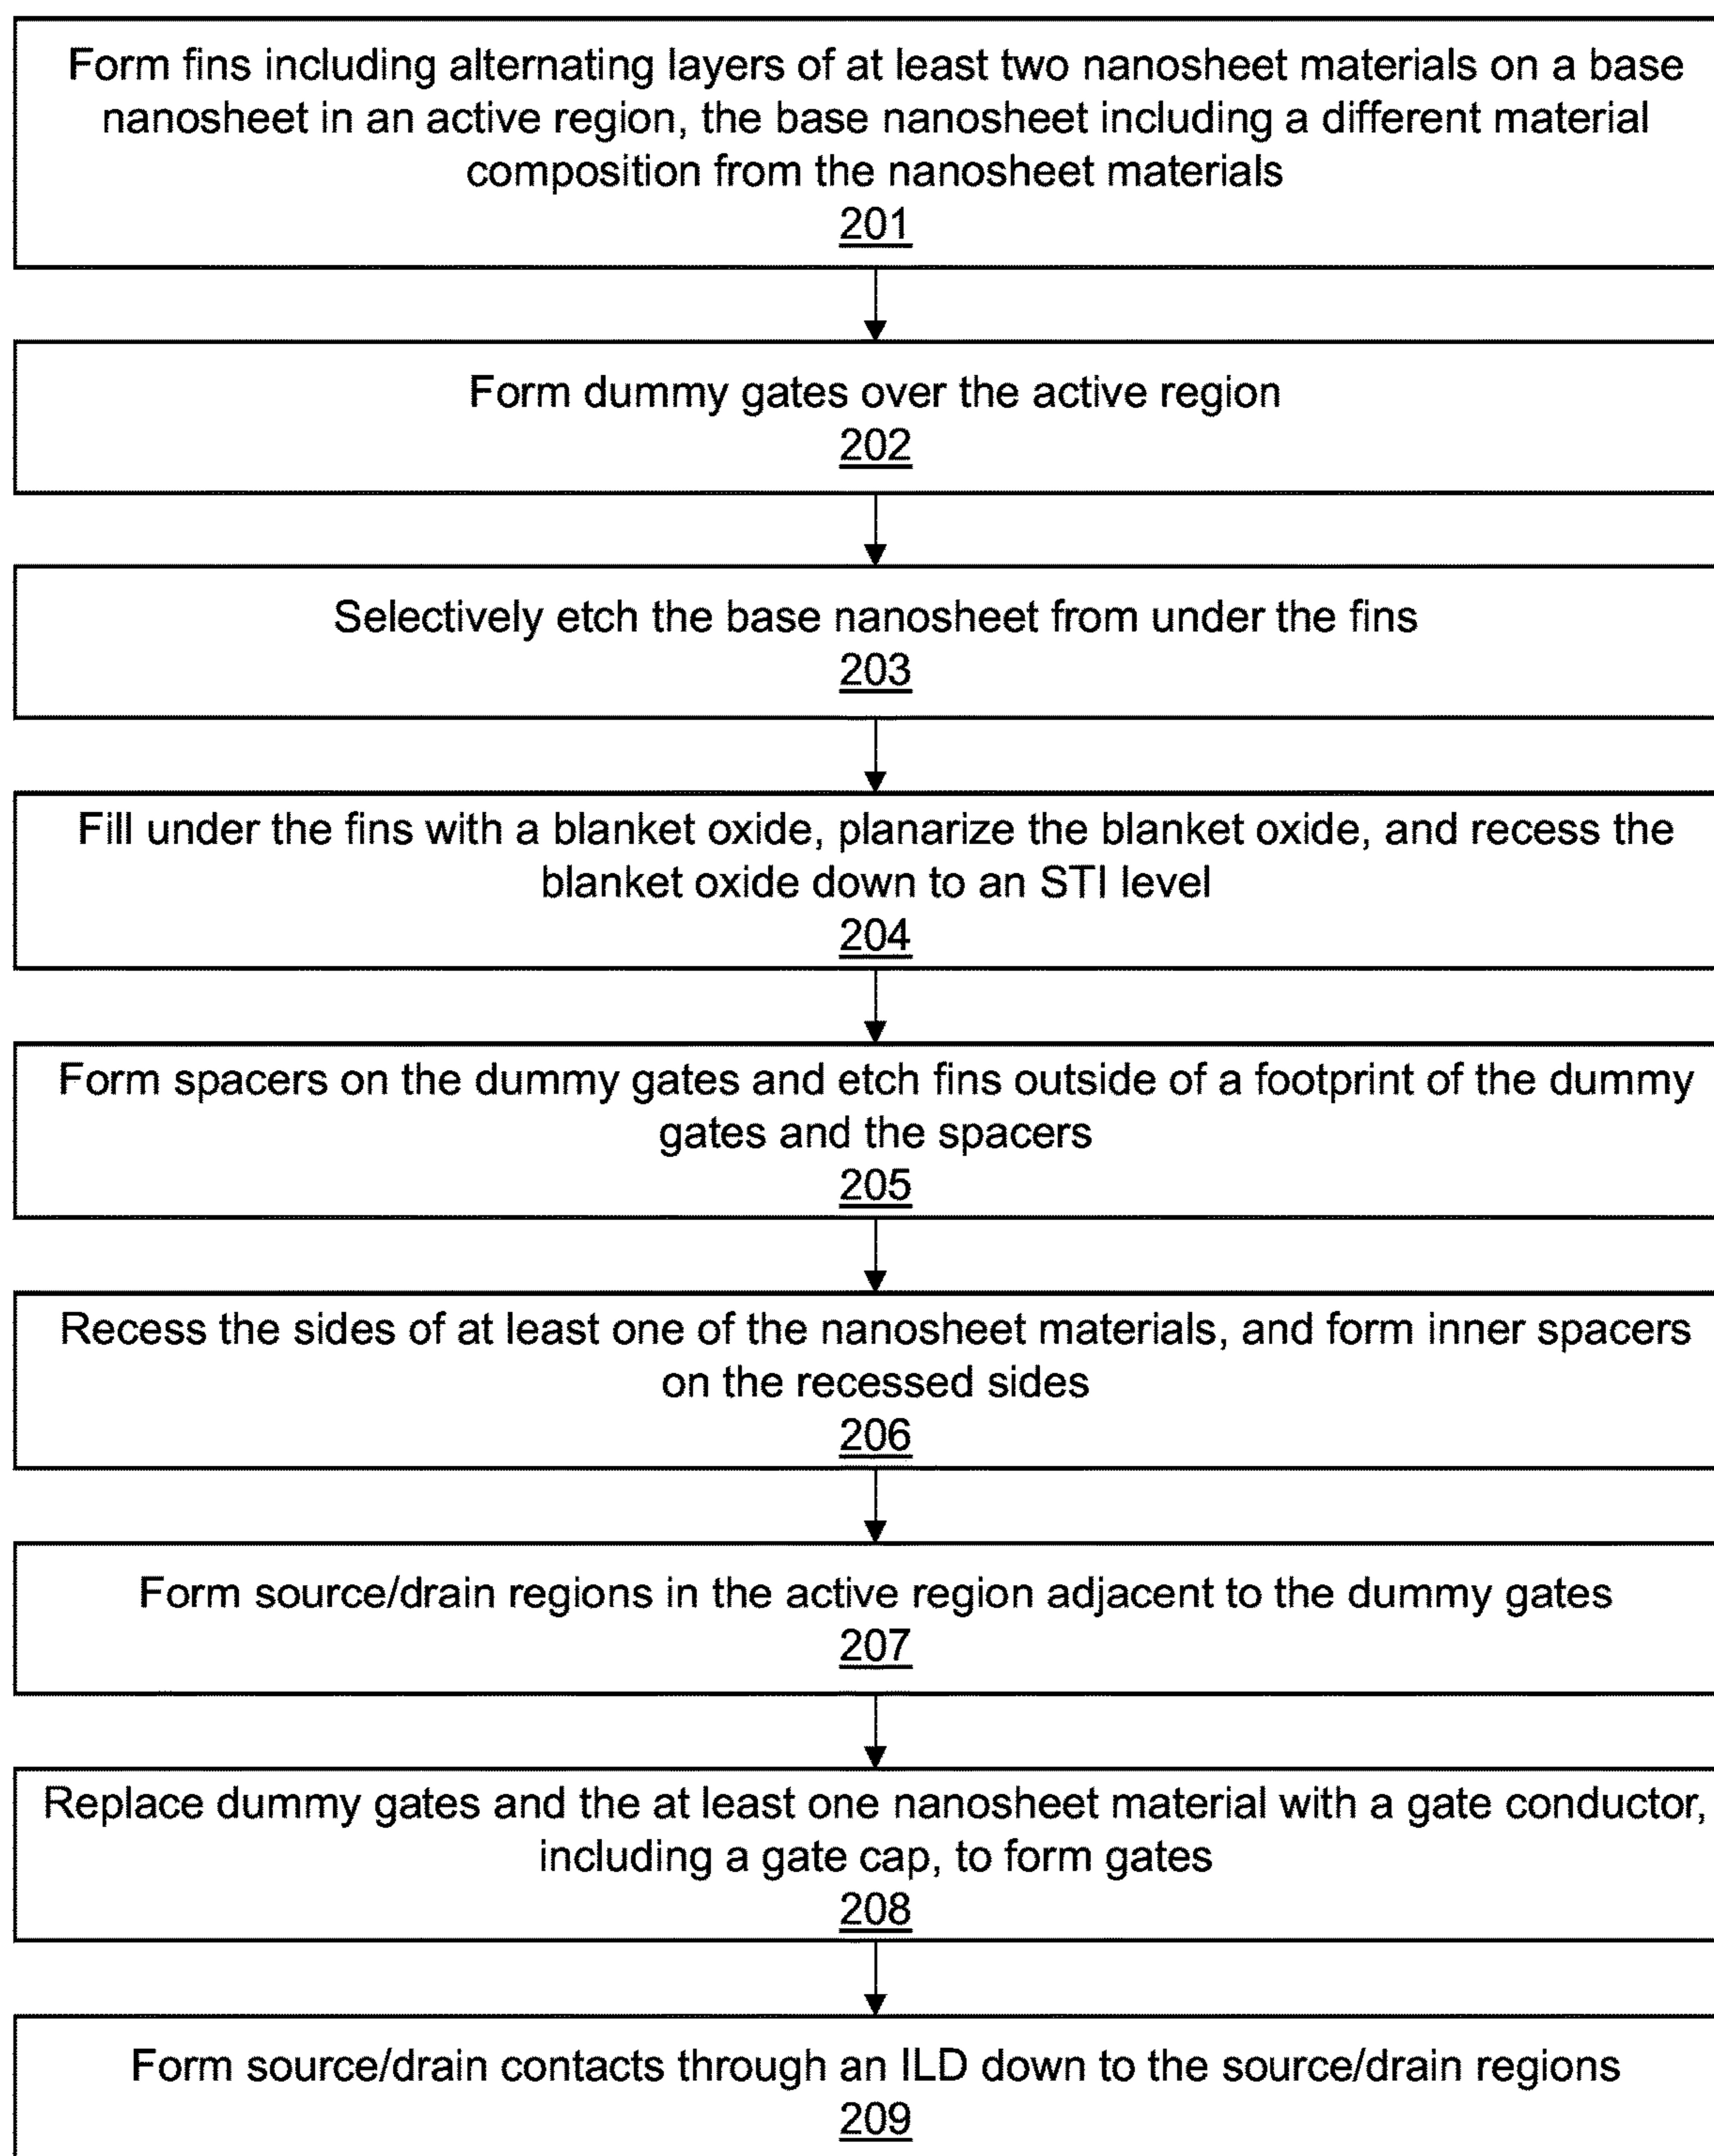 Form fins including alternating layers of at least two nanosheet materials on a base
nanosheet in an active region, the base nanosheet including a different material
composition from the nanosheet materials
201
Form dummy gates over the active region
202
Selectively etch the base nanosheet from under the fins
203
Fill under the fins with a blanket oxide, planarize the blanket oxide, and recess the
blanket oxide down to an STI level
204
Form spacers on the dummy gates and etch fins outside of a footprint of the dummy
gates and the spacers
205
Recess the sides of at least one of the nanosheet materials, and form inner spacers
on the recessed sides
206
Form source/drain regions in the active region adjacent to the dummy gates
207
Replace dummy gates and the at least one nanosheet material with a gate conductor,
including a gate cap, to form gates
208
Form source/drain contacts through an ILD down to the source/drain regions
209